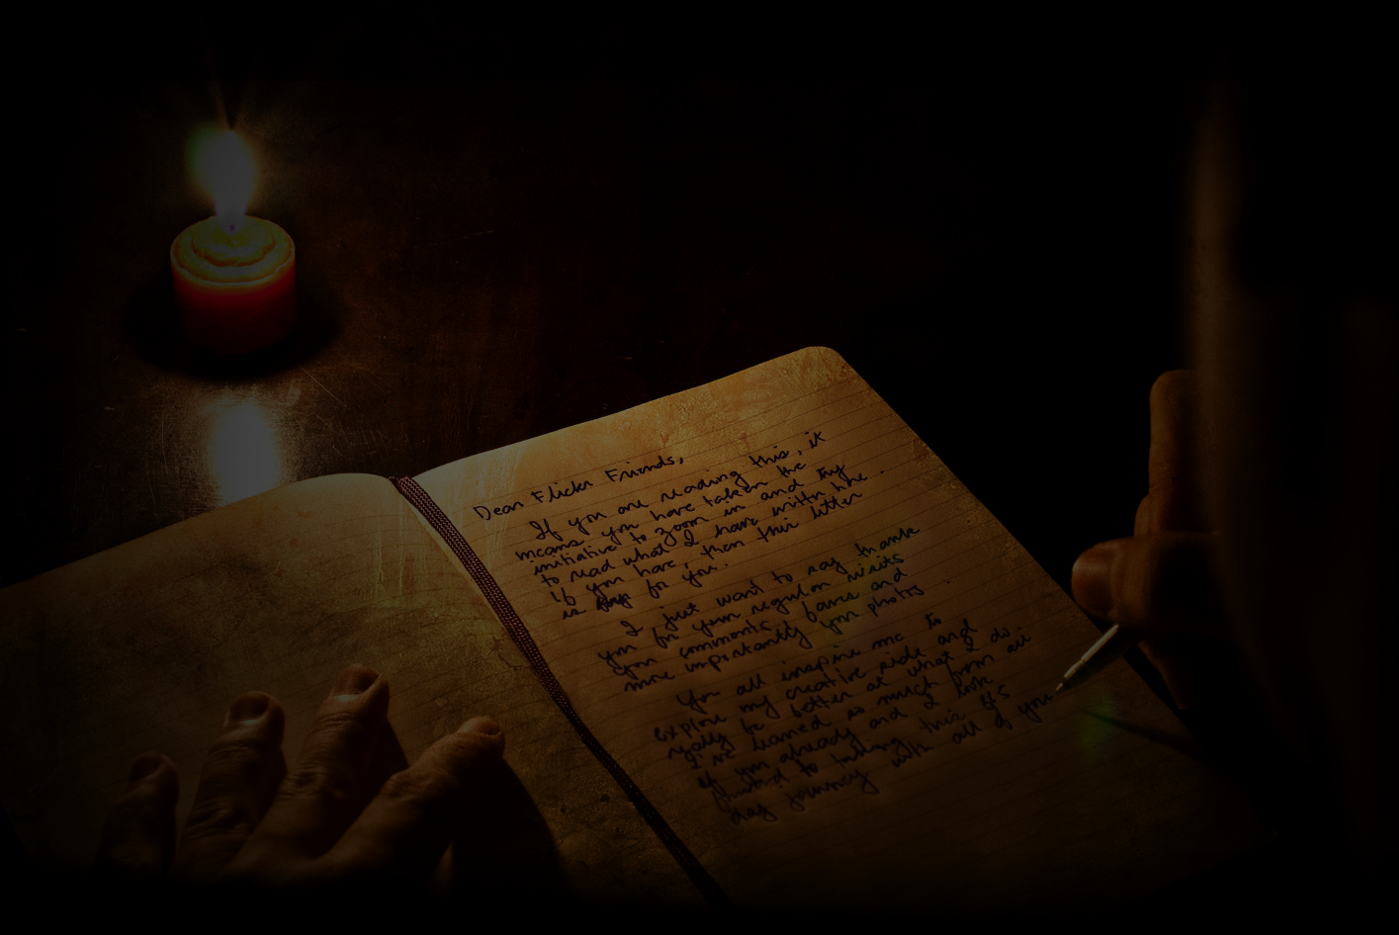 Dear Flickr Friends,
If you are reading this, it
means you have taken the
initiative to zoom in and try
to read what I have writtn here.
If you have, then this letter
is for you.
I just want to say thank
you for your regular visits
your comments, faves and
more importantly your photos
You all inspire me to
explore my creative side and
really be better at what I do.
I've learned so much from all
of you already and I look
forward to taking this 365
day journey with all of you